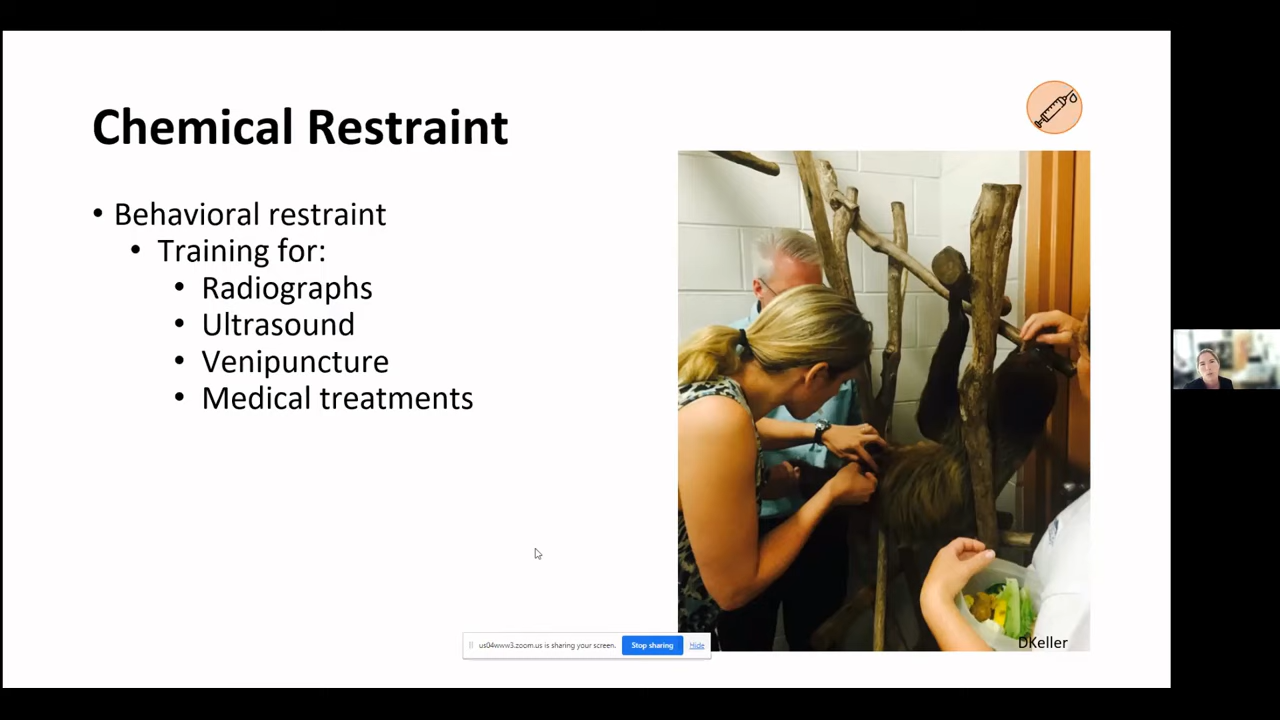 Chemical Restraint
• Behavioral restraint
• Training for:
• Radiographs
• Ultrasound
• Venipuncture
• Medical treatments
DKeller
us04www3.zoom.us is sharing your screen. Stop sharing Hide